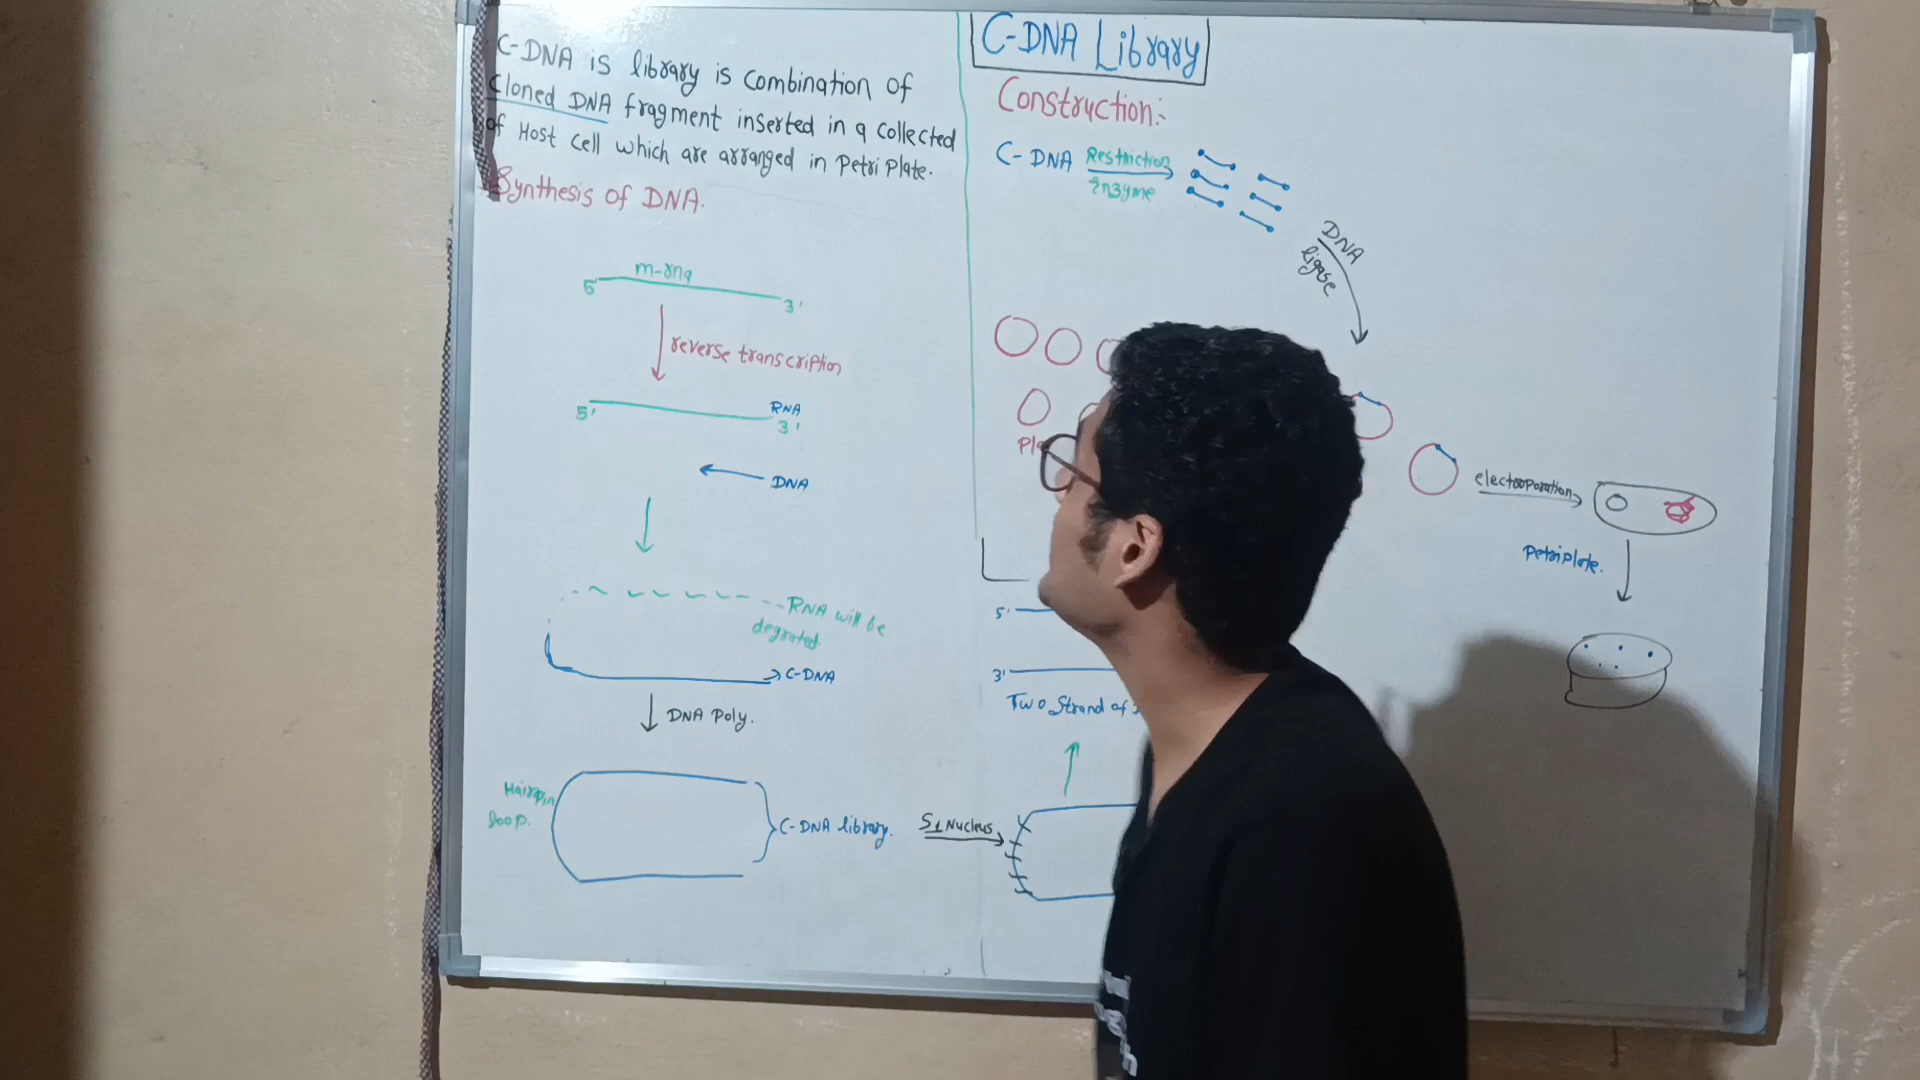 C-DNA is library is combination of
Cloned DNA fragment inserted in a collected
of Host Cell which are arranged in Petri Plate.
Synthesis of DNA.
m-rna
5'
3'
reverse transcription
5'
RNA
3'
DNA
RNA will be
degrated.
C-DNA
DNA Poly.
Hairpin
loop.
C-DNA library.
S1 Nucleus
C-DNA Library
Construction:-
C-DNA Restriction
Enzyme
DNA
ligase
electroporation
Petriplate.
5'
3'
Two Strand of